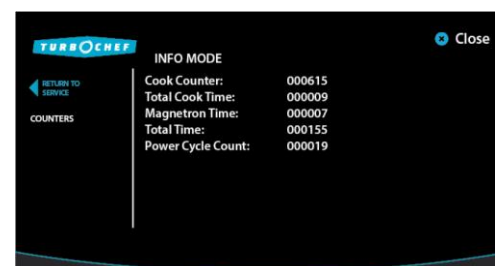 TURBOCHEF
Close
INFO MODE
RETURN TO
SERVICE
COUNTERS
Cook Counter: 000615
Total Cook Time: 000009
Magnetron Time: 000007
Total Time: 000155
Power Cycle Count: 000019